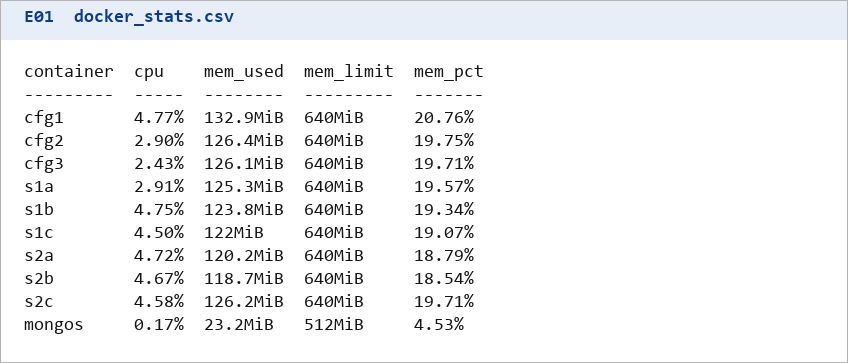 E01  docker_stats.csv
container  cpu    mem_used  mem_limit  mem_pct
---------  -----  --------  ---------  -------
cfg1       4.77%  132.9MiB  640MiB     20.76%
cfg2       2.90%  126.4MiB  640MiB     19.75%
cfg3       2.43%  126.1MiB  640MiB     19.71%
s1a        2.91%  125.3MiB  640MiB     19.57%
s1b        4.75%  123.8MiB  640MiB     19.34%
s1c        4.50%  122MiB    640MiB     19.07%
s2a        4.72%  120.2MiB  640MiB     18.79%
s2b        4.67%  118.7MiB  640MiB     18.54%
s2c        4.58%  126.2MiB  640MiB     19.71%
mongos     0.17%  23.2MiB   512MiB     4.53%